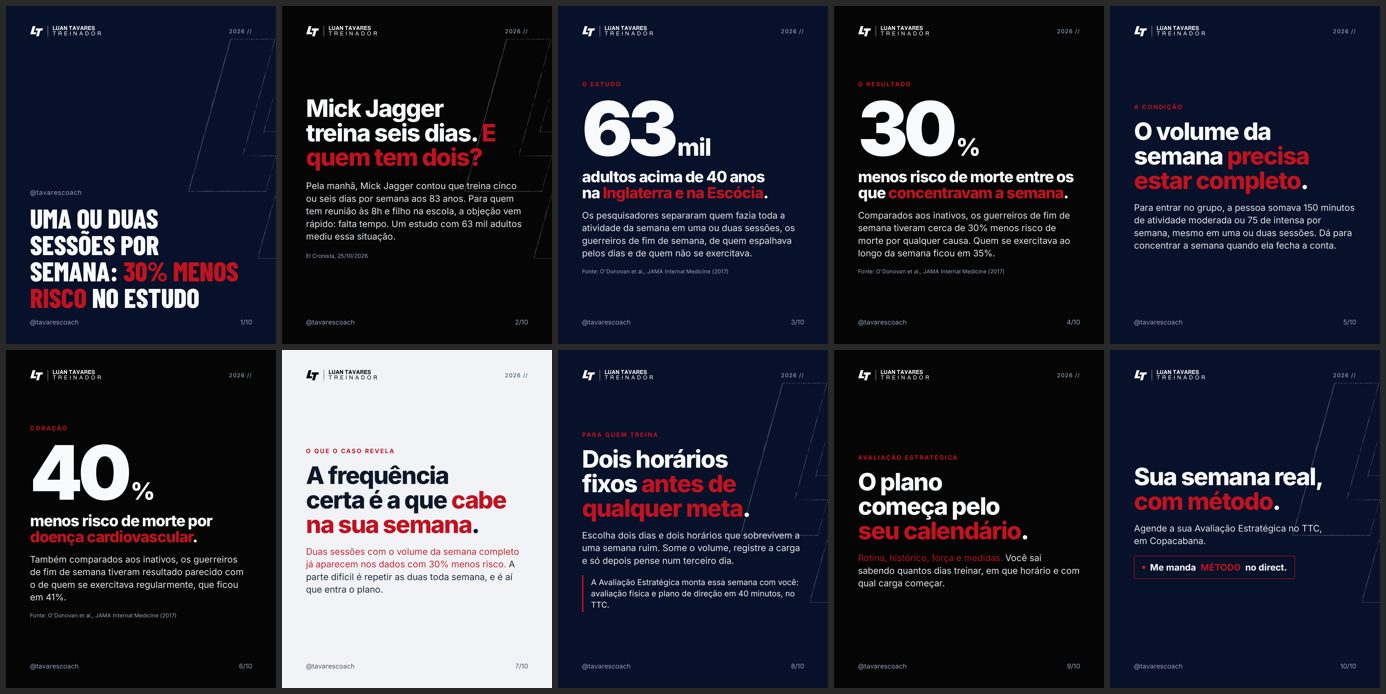 LT LUAN TAVARES
TREINADOR
2026 //
@tavarescoach
UMA OU DUAS
SESSÕES POR
SEMANA: 30% MENOS
RISCO NO ESTUDO
@tavarescoach
1/10
LT LUAN TAVARES
TREINADOR
2026 //
Mick Jagger
treina seis dias. E
quem tem dois?
Pela manhã, Mick Jagger contou que treina cinco
ou seis dias por semana aos 83 anos. Para quem
tem reunião às 8h e filho na escola, a objeção vem
rápido: falta tempo. Um estudo com 63 mil adultos
mediu essa situação.
El Cronista, 25/10/2026
@tavarescoach
2/10
LT LUAN TAVARES
TREINADOR
2026 //
O ESTUDO
63 mil
adultos acima de 40 anos
na Inglaterra e na Escócia.
Os pesquisadores separaram quem fazia toda a
atividade da semana em uma ou duas sessões, os
guerreiros de fim de semana, de quem espalhava
pelos dias e de quem não se exercitava.
Fonte: O'Donovan et al., JAMA Internal Medicine (2017)
@tavarescoach
3/10
LT LUAN TAVARES
TREINADOR
2026 //
O RESULTADO
30%
menos risco de morte entre os
que concentravam a semana.
Comparados aos inativos, os guerreiros de fim de
semana tiveram cerca de 30% menos risco de
morte por qualquer causa. Quem se exercitava ao
longo da semana ficou em 35%.
Fonte: O'Donovan et al., JAMA Internal Medicine (2017)
@tavarescoach
4/10
LT LUAN TAVARES
TREINADOR
2026 //
A CONDIÇÃO
O volume da
semana precisa
estar completo.
Para entrar no grupo, a pessoa somava 150 minutos
de atividade moderada ou 75 de intensa por
semana, mesmo em uma ou duas sessões. Dá para
concentrar a semana quando ela fecha a conta.
@tavarescoach
5/10
LT LUAN TAVARES
TREINADOR
2026 //
CORAÇÃO
40%
menos risco de morte por
doença cardiovascular.
Também comparados aos inativos, os guerreiros
de fim de semana tiveram resultado parecido com
o de quem se exercitava regularmente, que ficou
em 41%.
Fonte: O'Donovan et al., JAMA Internal Medicine (2017)
@tavarescoach
6/10
LT LUAN TAVARES
TREINADOR
2026 //
O QUE O CASO REVELA
A frequência
certa é a que cabe
na sua semana.
Duas sessões com o volume da semana completo
já aparecem nos dados com 30% menos risco. A
parte difícil é repetir as duas toda semana, e é aí
que entra o plano.
@tavarescoach
7/10
LT LUAN TAVARES
TREINADOR
2026 //
PARA QUEM TREINA
Dois horários
fixos antes de
qualquer meta.
Escolha dois dias e dois horários que sobrevivem a
uma semana ruim. Some o volume, registre a carga
e só depois pense num terceiro dia.
A Avaliação Estratégica monta essa semana com você:
avaliação física e plano de direção em 40 minutos, no
TTC.
@tavarescoach
8/10
LT LUAN TAVARES
TREINADOR
2026 //
AVALIAÇÃO ESTRATÉGICA
O plano
começa pelo
seu calendário.
Rotina, histórico, força e medidas. Você sai
sabendo quantos dias treinar, em que horário e com
qual carga começar.
@tavarescoach
9/10
LT LUAN TAVARES
TREINADOR
2026 //
Sua semana real,
com método.
Agende a sua Avaliação Estratégica no TTC,
em Copacabana.
Me manda MÉTODO no direct.
@tavarescoach
10/10